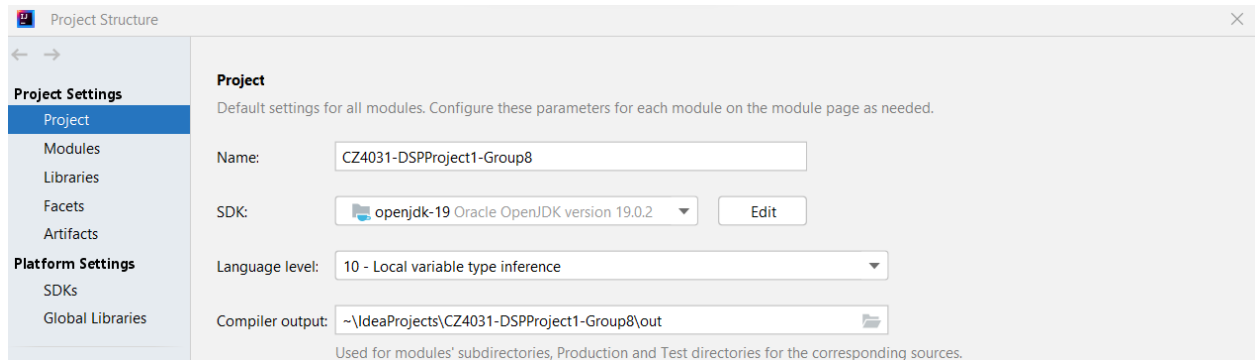 Project Structure
Project Settings
Project
Modules
Libraries
Facets
Artifacts
Platform Settings
SDKs
Global Libraries
Project
Default settings for all modules. Configure these parameters for each module on the module page as needed.
Name: CZ4031-DSPProject1-Group8
SDK: openjdk-19 Oracle OpenJDK version 19.0.2 Edit
Language level: 10 - Local variable type inference
Compiler output: ~\IdeaProjects\CZ4031-DSPProject1-Group8\out
Used for modules' subdirectories, Production and Test directories for the corresponding sources.